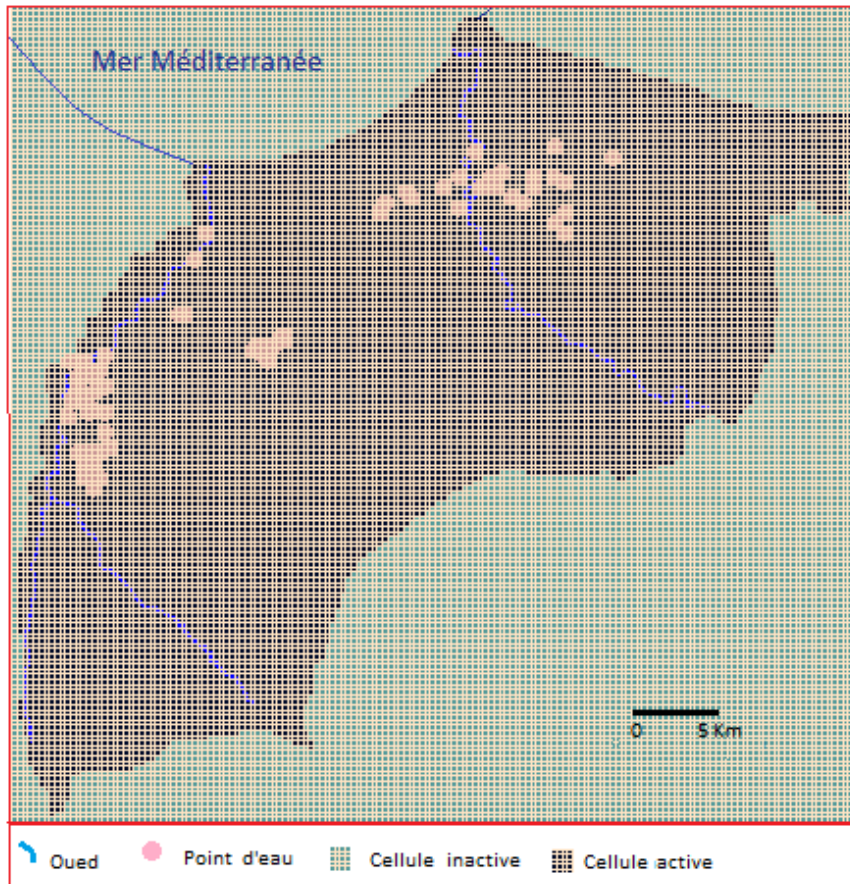 Mer Méditerranée
0 5 Km
Oued Point d'eau Cellule inactive Cellule active